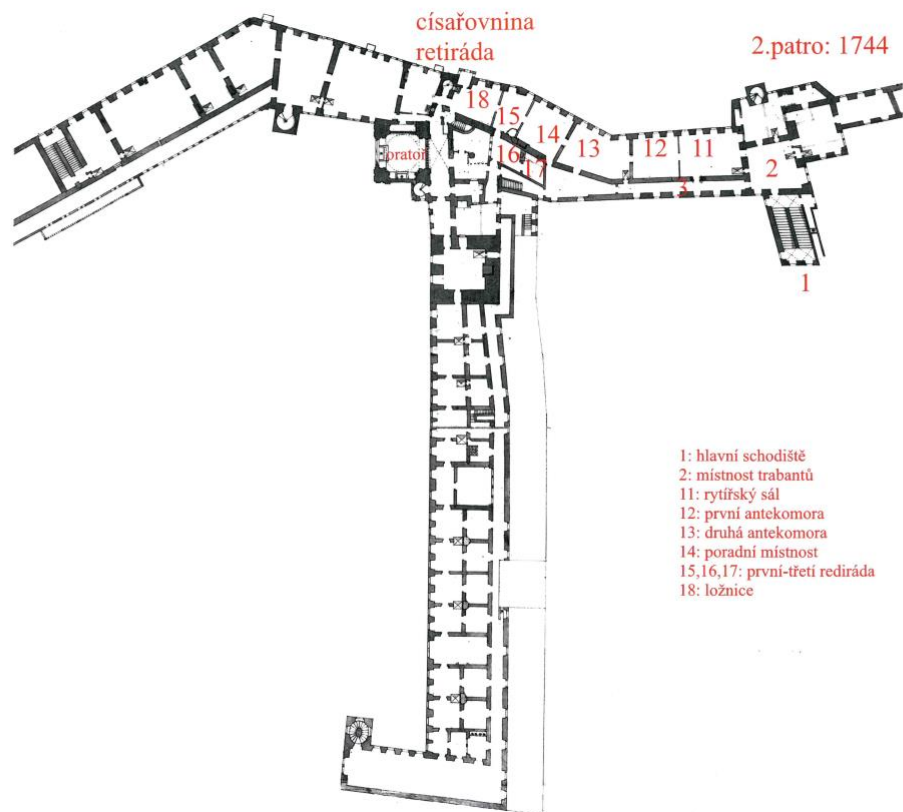 císařovnina
retiráda
2.patro: 1744
18
15
14
13
12
11
16
17
oratoř
3
2
1
1: hlavní schodiště
2: místnost trabantů
11: rytířský sál
12: první antekomora
13: druhá antekomora
14: poradní místnost
15,16,17: první-třetí rediráda
18: ložnice